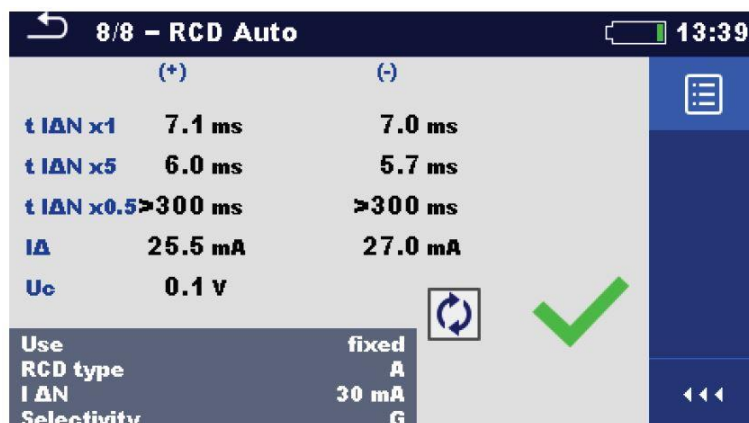 8/8 – RCD Auto 13:39
(+) (-)
t IΔN x1 7.1 ms 7.0 ms
t IΔN x5 6.0 ms 5.7 ms
t IΔN x0.5 >300 ms >300 ms
IΔ 25.5 mA 27.0 mA
Uc 0.1 V
Use fixed
RCD type A
I ΔN 30 mA
Selectivity G